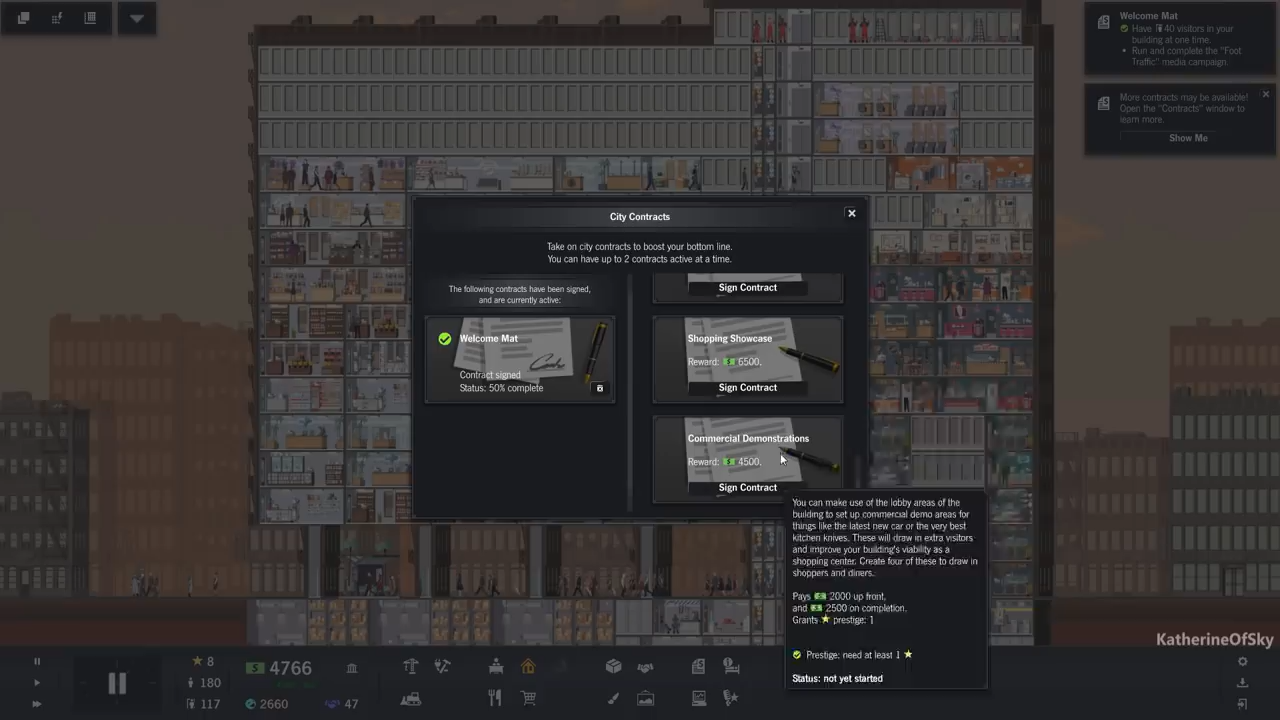 Welcome Mat
Have 40 visitors in your
building at one time.
• Run and complete the "Foot
Traffic" media campaign.
More contracts may be available!
Open the "Contracts" window to
learn more.
Show Me
City Contracts
Take on city contracts to boost your bottom line.
You can have up to 2 contracts active at a time.
The following contracts have been signed,
and are currently active:
Welcome Mat
Contract signed
Status: 50% complete
Sign Contract
Shopping Showcase
Reward: 6500.
Sign Contract
Commercial Demonstrations
Reward: 4500.
Sign Contract
You can make use of the lobby areas of the
building to set up commercial demo areas for
things like the latest new car or the very best
kitchen knives. These will draw in extra visitors
and improve your building's viability as a
shopping center. Create four of these to draw in
shoppers and diners.
Pays 2000 up front,
and 2500 on completion.
Grants prestige: 1
Prestige: need at least 1
Status: not yet started
KatherineOfSky
8
180
117
4766
2660
47